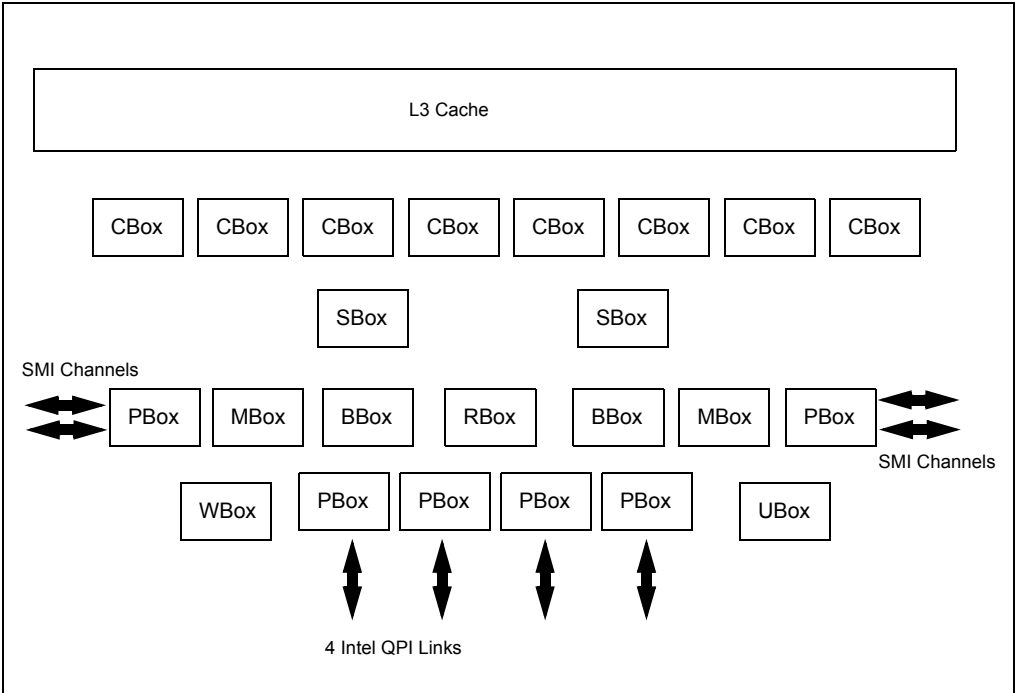 L3 Cache
CBox CBox CBox CBox CBox CBox CBox CBox
SBox SBox
SMI Channels
PBox MBox BBox RBox BBox MBox PBox
SMI Channels
WBox PBox PBox PBox PBox UBox
4 Intel QPI Links